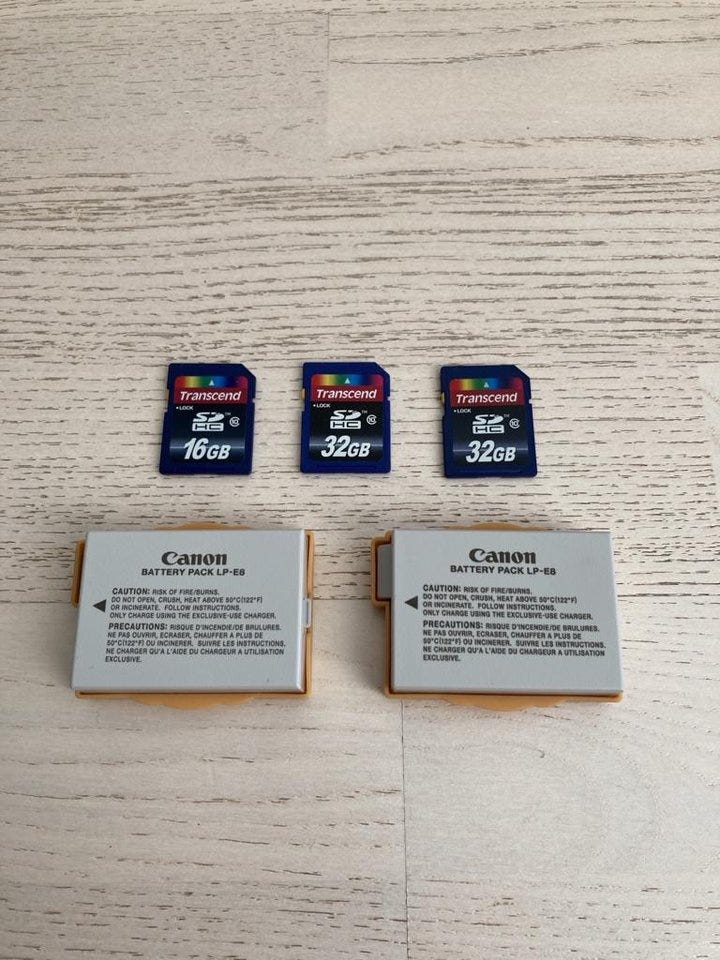 Transcend
LOCK
SD™
HC
10
16GB
Transcend
LOCK
SD™
HC
10
32GB
Transcend
LOCK
SD™
HC
10
32GB
Canon
BATTERY PACK LP-E8
CAUTION: RISK OF FIRE/BURNS.
DO NOT OPEN, CRUSH, HEAT ABOVE 50°C(122°F)
OR INCINERATE. FOLLOW INSTRUCTIONS.
ONLY CHARGE USING THE EXCLUSIVE-USE CHARGER.
PRECAUTIONS: RISQUE D'INCENDIE/DE BRULURES.
NE PAS OUVRIR, ECRASER, CHAUFFER A PLUS DE
50°C(122°F) OU INCINERER. SUIVRE LES INSTRUCTIONS.
NE CHARGER QU'A L'AIDE DU CHARGEUR A UTILISATION
EXCLUSIVE.
Canon
BATTERY PACK LP-E8
CAUTION: RISK OF FIRE/BURNS.
DO NOT OPEN, CRUSH, HEAT ABOVE 50°C(122°F)
OR INCINERATE. FOLLOW INSTRUCTIONS.
ONLY CHARGE USING THE EXCLUSIVE-USE CHARGER.
PRECAUTIONS: RISQUE D'INCENDIE/DE BRULURES.
NE PAS OUVRIR, ECRASER, CHAUFFER A PLUS DE
50°C(122°F) OU INCINERER. SUIVRE LES INSTRUCTIONS.
NE CHARGER QU'A L'AIDE DU CHARGEUR A UTILISATION
EXCLUSIVE.